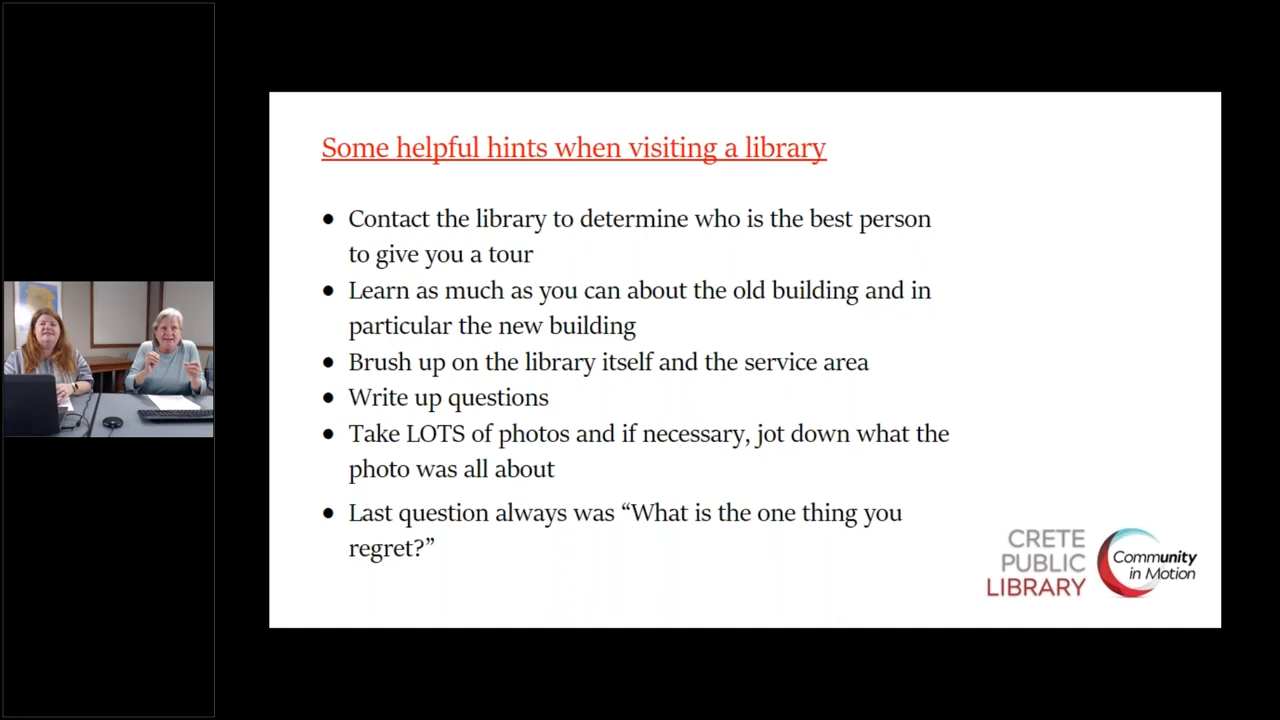 Some helpful hints when visiting a library
● Contact the library to determine who is the best person
to give you a tour
● Learn as much as you can about the old building and in
particular the new building
● Brush up on the library itself and the service area
● Write up questions
● Take LOTS of photos and if necessary, jot down what the
photo was all about
● Last question always was “What is the one thing you
regret?”
CRETE
PUBLIC
LIBRARY
Community
in Motion